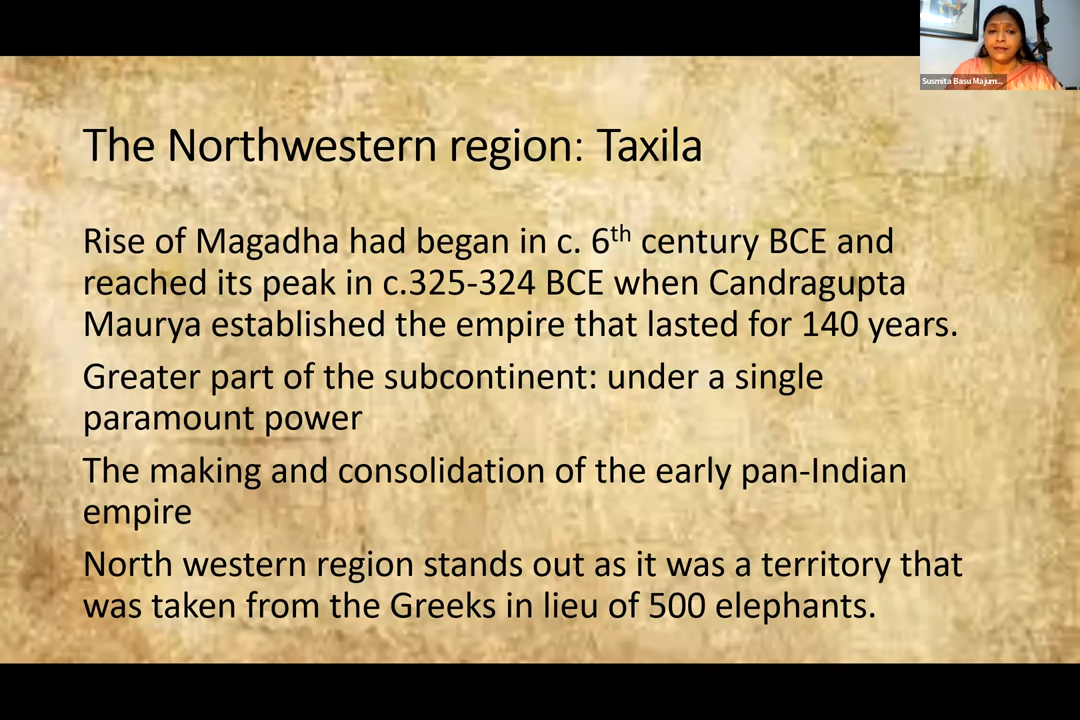 Susmita Basu Majum...
The Northwestern region: Taxila
Rise of Magadha had began in c. 6th century BCE and
reached its peak in c.325-324 BCE when Candragupta
Maurya established the empire that lasted for 140 years.
Greater part of the subcontinent: under a single
paramount power
The making and consolidation of the early pan-Indian
empire
North western region stands out as it was a territory that
was taken from the Greeks in lieu of 500 elephants.